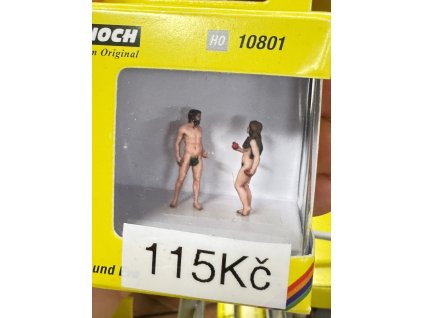 NOCH HO 10801
n Original
115Kč
und